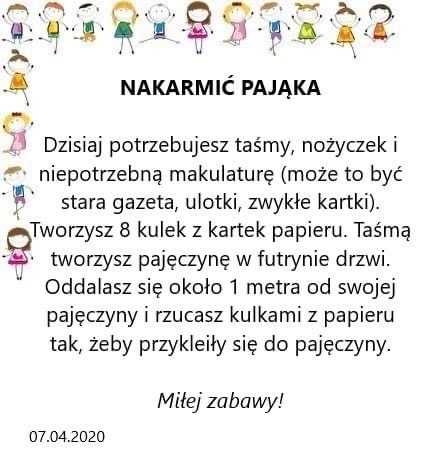 NAKARMIĆ PAJĄKA
Dzisiaj potrzebujesz taśmy, nożyczek i
niepotrzebną makulaturę (może to być
stara gazeta, ulotki, zwykłe kartki).
Tworzysz 8 kulek z kartek papieru. Taśmą
tworzysz pajęczynę w futrynie drzwi.
Oddalasz się około 1 metra od swojej
pajęczyny i rzucasz kulkami z papieru
tak, żeby przykleiły się do pajęczyny.
Miłej zabawy!
07.04.2020